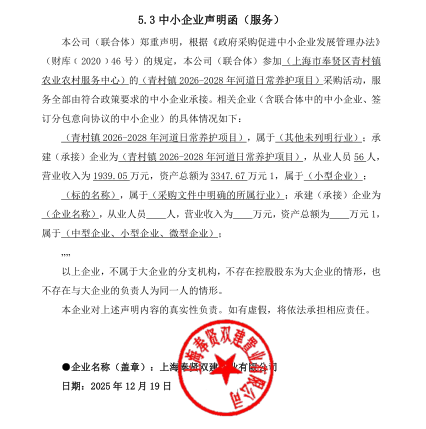 5.3 中小企业声明函（服务）
本公司（联合体）郑重声明，根据《政府采购促进中小企业发展管理办法》
（财库﹝2020﹞46 号）的规定，本公司（联合体）参加（上海市奉贤区青村镇
农业农村服务中心）的（青村镇 2026-2028 年河道日常养护项目）采购活动，服
务全部由符合政策要求的中小企业承接。相关企业（含联合体中的中小企业、签
订分包意向协议的中小企业）的具体情况如下：
（青村镇 2026-2028 年河道日常养护项目），属于（其他未列明行业）；承
建（承接）企业为（青村镇 2026-2028 年河道日常养护项目），从业人员 56 人，
营业收入为 1939.05 万元，资产总额为 3347.67 万元 1，属于（小型企业）；
（标的名称），属于（采购文件中明确的所属行业）；承建（承接）企业为
（企业名称），从业人员____人，营业收入为____万元，资产总额为____万元 1，
属于（中型企业、小型企业、微型企业）；
……
以上企业，不属于大企业的分支机构，不存在控股股东为大企业的情形，也
不存在与大企业的负责人为同一人的情形。
本企业对上述声明内容的真实性负责。如有虚假，将依法承担相应责任。
●企业名称（盖章）：上海奉贤双建置业有限公司
日期：2025 年 12 月 19 日
上海奉贤双建置业有限公司